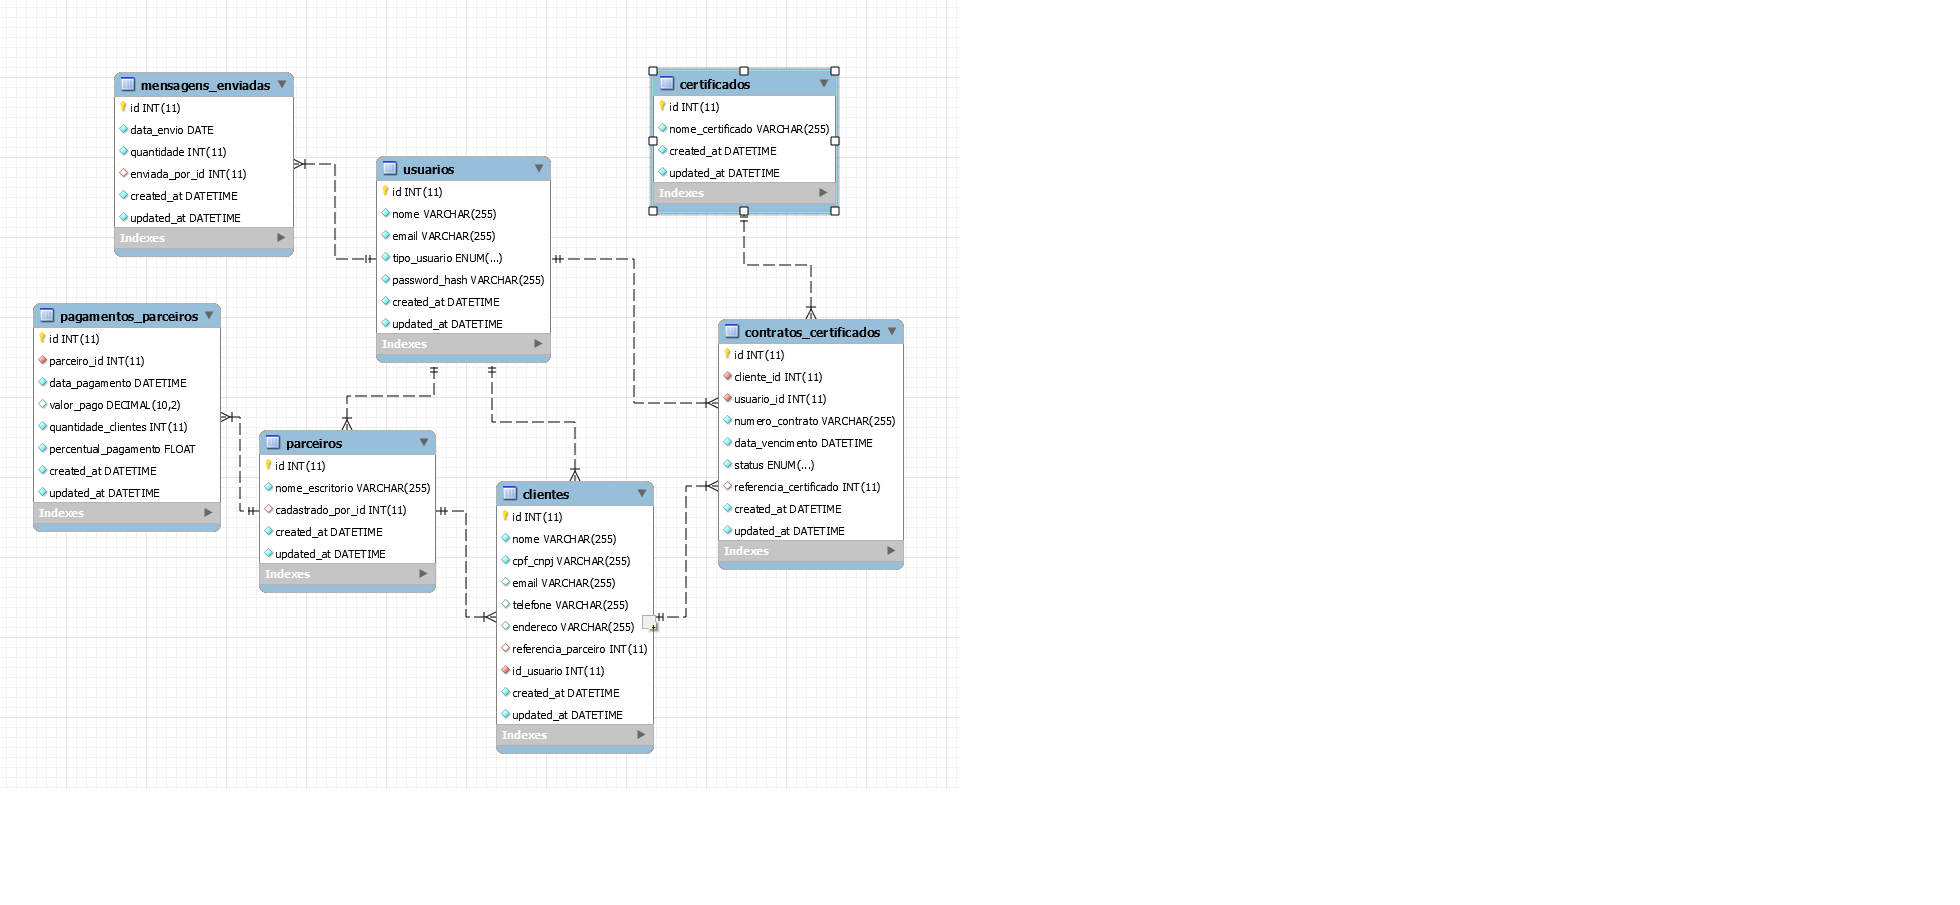 mensagens_enviadas
id INT(11)
data_envio DATE
quantidade INT(11)
enviada_por_id INT(11)
created_at DATETIME
updated_at DATETIME
Indexes
certificados
id INT(11)
nome_certificado VARCHAR(255)
created_at DATETIME
updated_at DATETIME
Indexes
usuarios
id INT(11)
nome VARCHAR(255)
email VARCHAR(255)
tipo_usuario ENUM(...)
password_hash VARCHAR(255)
created_at DATETIME
updated_at DATETIME
Indexes
pagamentos_parceiros
id INT(11)
parceiro_id INT(11)
data_pagamento DATETIME
valor_pago DECIMAL(10,2)
quantidade_clientes INT(11)
percentual_pagamento FLOAT
created_at DATETIME
updated_at DATETIME
Indexes
contratos_certificados
id INT(11)
cliente_id INT(11)
usuario_id INT(11)
numero_contrato VARCHAR(255)
data_vencimento DATETIME
status ENUM(...)
referencia_certificado INT(11)
created_at DATETIME
updated_at DATETIME
Indexes
parceiros
id INT(11)
nome_escritorio VARCHAR(255)
cadastrado_por_id INT(11)
created_at DATETIME
updated_at DATETIME
Indexes
clientes
id INT(11)
nome VARCHAR(255)
cpf_cnpj VARCHAR(255)
email VARCHAR(255)
telefone VARCHAR(255)
endereco VARCHAR(255)
referencia_parceiro INT(11)
id_usuario INT(11)
created_at DATETIME
updated_at DATETIME
Indexes